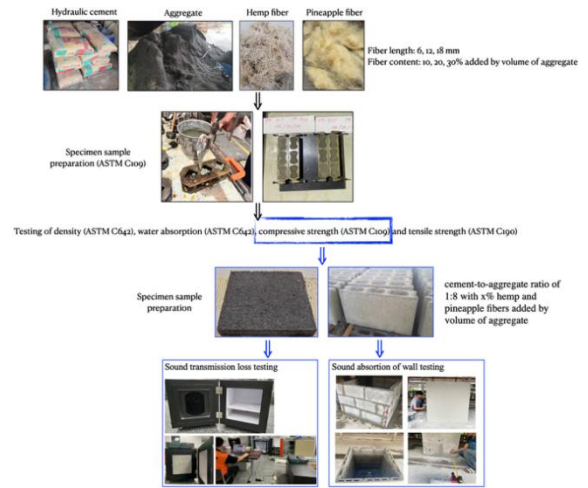 Hydraulic cement
Aggregate
Hemp fiber
Pineapple fiber
Fiber length: 6, 12, 18 mm
Fiber content: 10, 20, 30% added by volume of aggregate
Specimen sample
preparation (ASTM C109)
Testing of density (ASTM C642), water absorption (ASTM C642), compressive strength (ASTM C109) and tensile strength (ASTM C190)
Specimen sample
preparation
cement-to-aggregate ratio of
1:8 with x% hemp and
pineapple fibers added by
volume of aggregate
Sound transmission loss testing
Sound absortion of wall testing